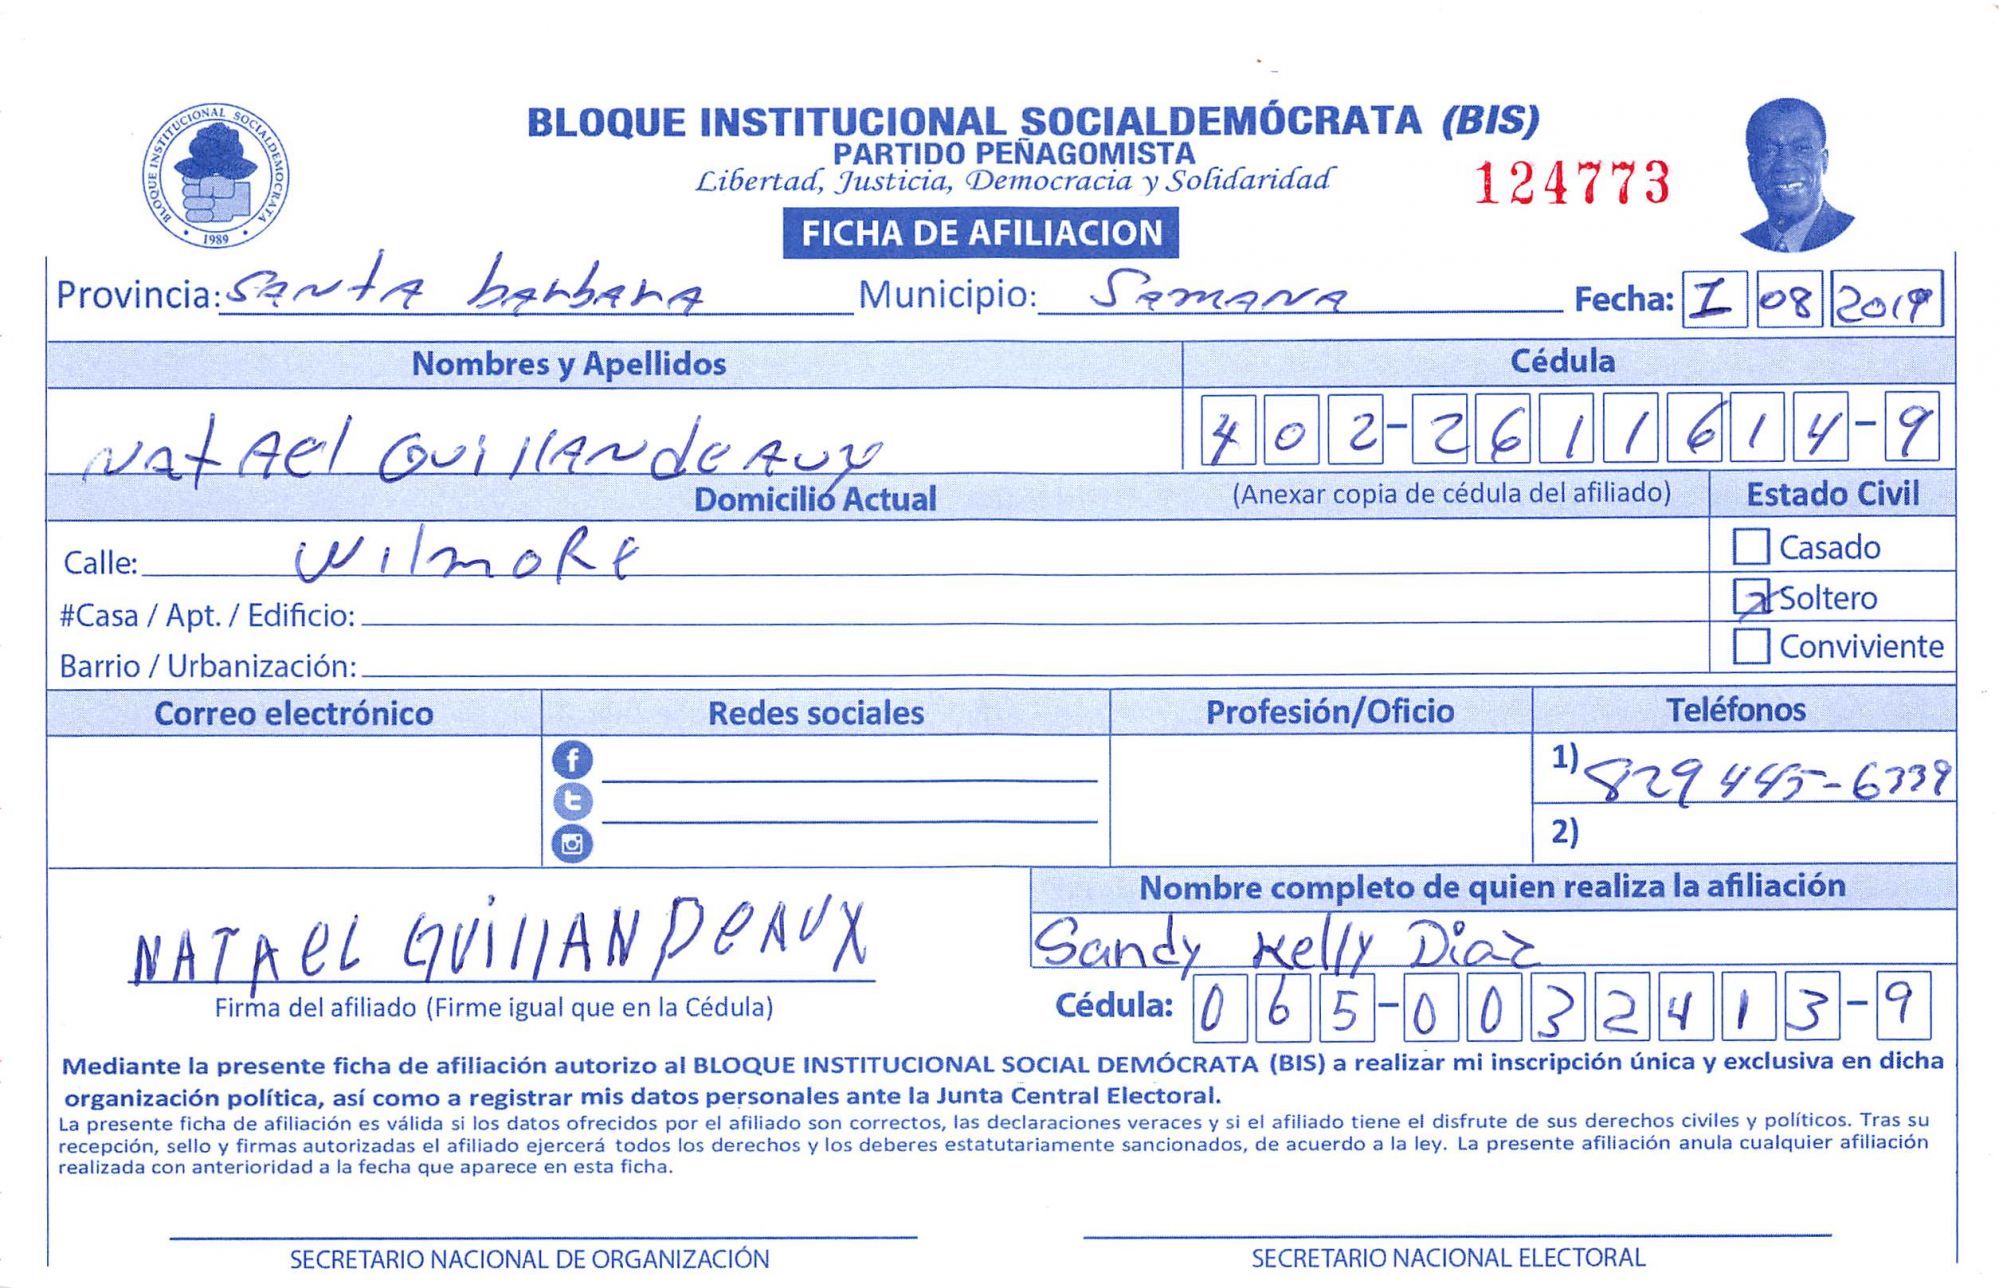 BLOQUE INSTITUCIONAL SOCIALDEMÓCRATA
1989
BLOQUE INSTITUCIONAL SOCIALDEMÓCRATA (BIS)
PARTIDO PEÑAGOMISTA
Libertad, Justicia, Democracia y Solidaridad
124773
FICHA DE AFILIACION
Provincia: Santa barbara Municipio: Samana Fecha: I 08 2019
Nombres y Apellidos Cédula
Natael Guillandeaux 402-2611614-9
Domicilio Actual (Anexar copia de cédula del afiliado) Estado Civil
Calle: Wilmore Casado
#Casa / Apt. / Edificio: Soltero
Barrio / Urbanización: Conviviente
Correo electrónico Redes sociales Profesión/Oficio Teléfonos
1) 829 445-6339
2)
Nombre completo de quien realiza la afiliación
NATAEL GUILLANDEAUX Sandy Kelly Diaz
Firma del afiliado (Firme igual que en la Cédula) Cédula: 065-0032413-9
Mediante la presente ficha de afiliación autorizo al BLOQUE INSTITUCIONAL SOCIAL DEMÓCRATA (BIS) a realizar mi inscripción única y exclusiva en dicha
organización política, así como a registrar mis datos personales ante la Junta Central Electoral.
La presente ficha de afiliación es válida si los datos ofrecidos por el afiliado son correctos, las declaraciones veraces y si el afiliado tiene el disfrute de sus derechos civiles y políticos. Tras su
recepción, sello y firmas autorizadas el afiliado ejercerá todos los derechos y los deberes estatutariamente sancionados, de acuerdo a la ley. La presente afiliación anula cualquier afiliación
realizada con anterioridad a la fecha que aparece en esta ficha.
SECRETARIO NACIONAL DE ORGANIZACIÓN SECRETARIO NACIONAL ELECTORAL